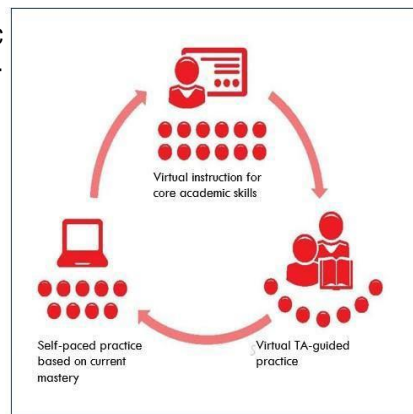 Virtual instruction for
core academic skills
Self-paced practice
based on current
mastery
Virtual TA-guided
practice